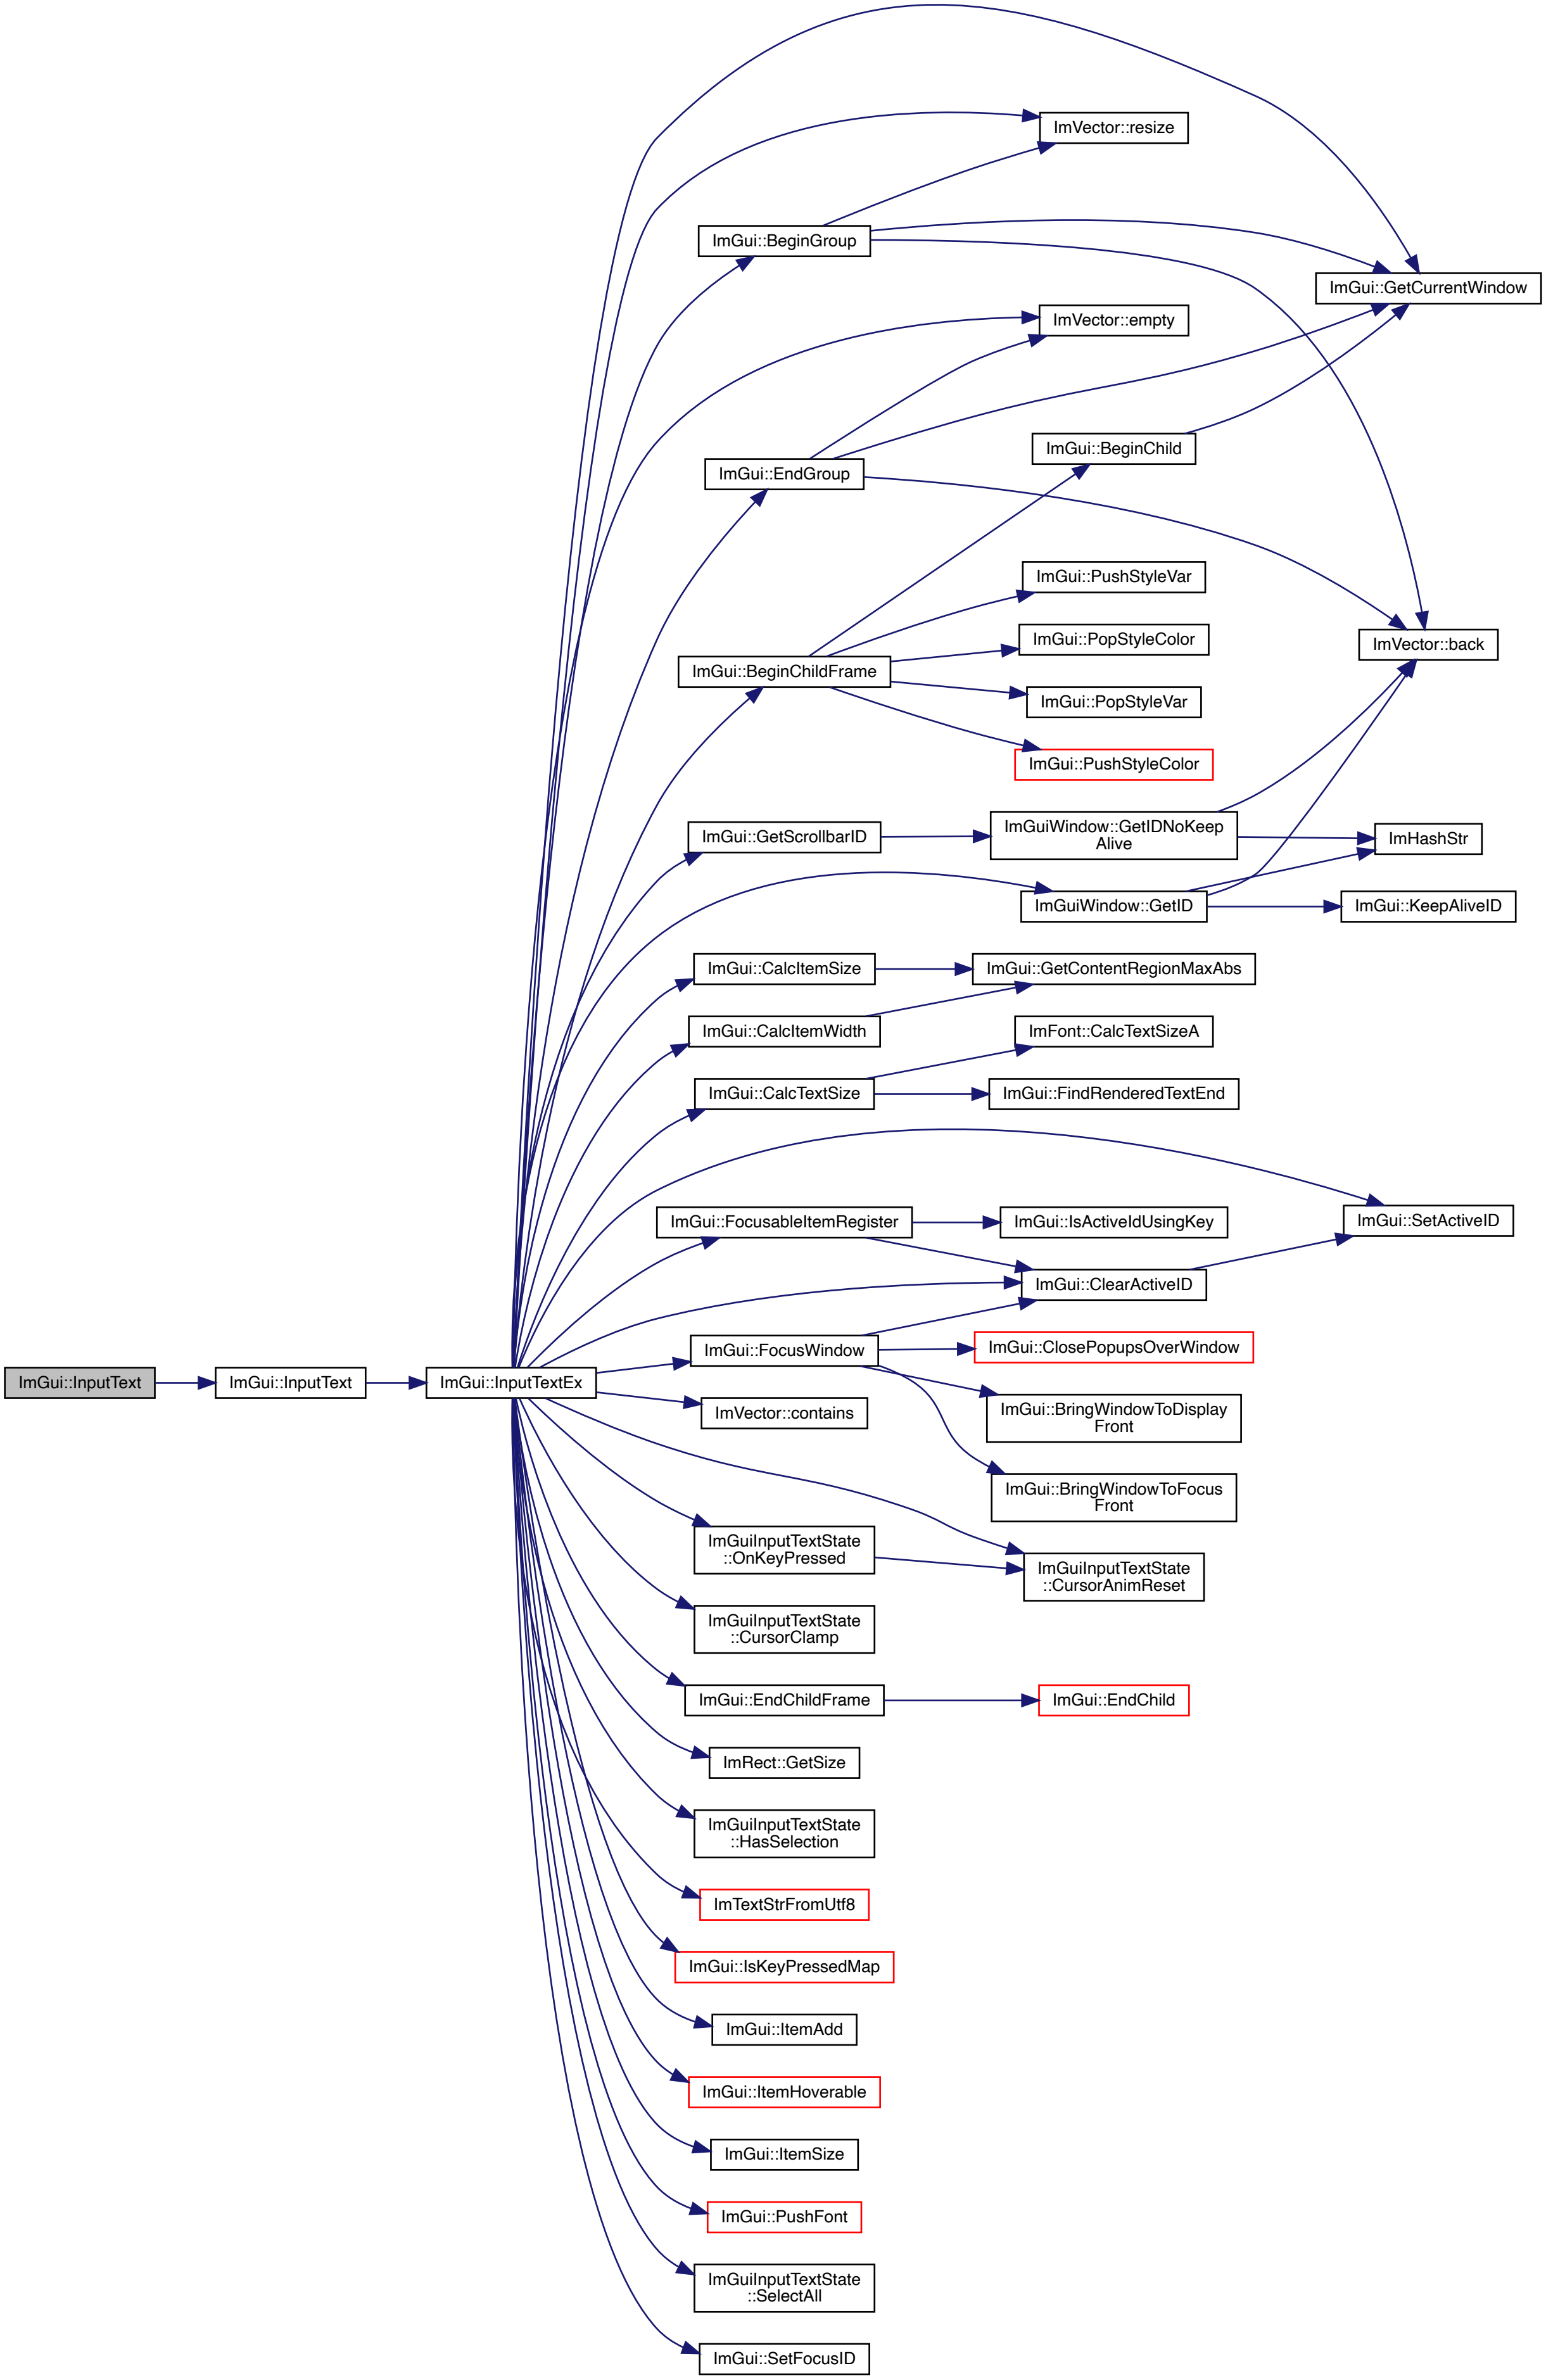 ImVector::resize
ImGui::BeginGroup
ImGui::GetCurrentWindow
ImVector::empty
ImGui::BeginChild
ImGui::EndGroup
ImGui::PushStyleVar
ImGui::PopStyleColor
ImVector::back
ImGui::BeginChildFrame
ImGui::PopStyleVar
ImGui::PushStyleColor
ImGui::GetScrollbarID
ImGuiWindow::GetIDNoKeep
Alive
ImHashStr
ImGuiWindow::GetID
ImGui::KeepAliveID
ImGui::CalcItemSize
ImGui::GetContentRegionMaxAbs
ImGui::CalcItemWidth
ImFont::CalcTextSizeA
ImGui::CalcTextSize
ImGui::FindRenderedTextEnd
ImGui::FocusableItemRegister
ImGui::IsActiveIdUsingKey
ImGui::SetActiveID
ImGui::ClearActiveID
ImGui::FocusWindow
ImGui::ClosePopupsOverWindow
ImGui::InputText
ImGui::InputText
ImGui::InputTextEx
ImVector::contains
ImGui::BringWindowToDisplay
Front
ImGui::BringWindowToFocus
Front
ImGuiInputTextState
::OnKeyPressed
ImGuiInputTextState
::CursorAnimReset
ImGuiInputTextState
::CursorClamp
ImGui::EndChildFrame
ImGui::EndChild
ImRect::GetSize
ImGuiInputTextState
::HasSelection
ImTextStrFromUtf8
ImGui::IsKeyPressedMap
ImGui::ItemAdd
ImGui::ItemHoverable
ImGui::ItemSize
ImGui::PushFont
ImGuiInputTextState
::SelectAll
ImGui::SetFocusID